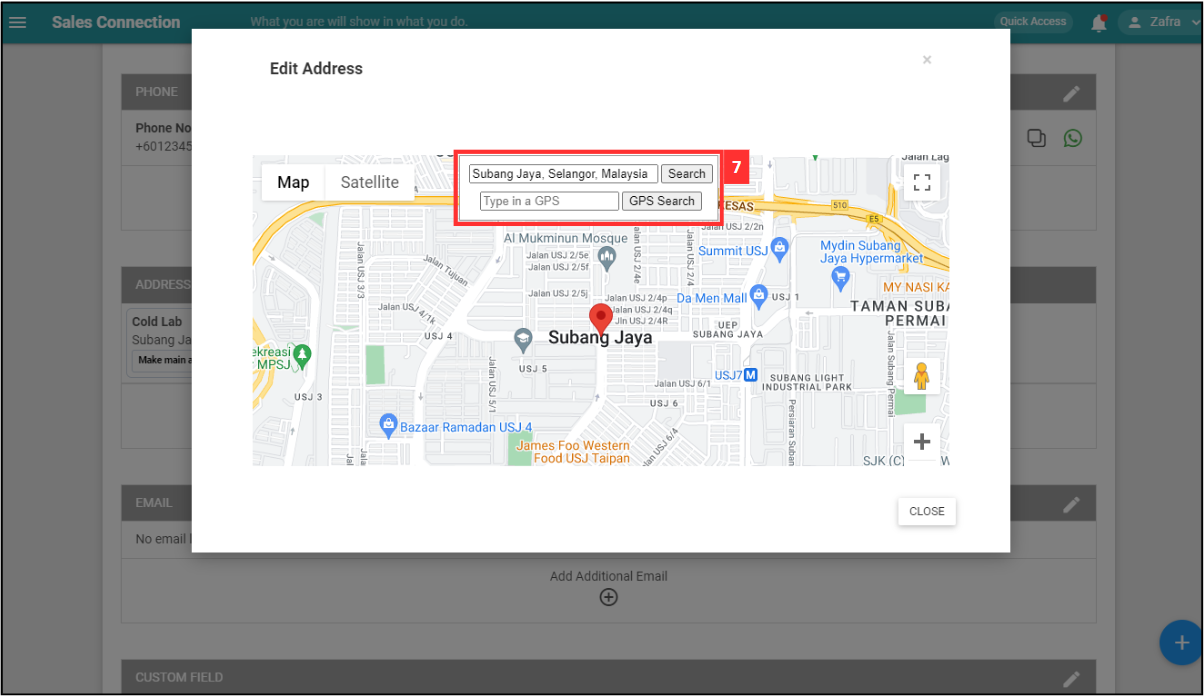 Sales Connection
What you are will show in what you do.
Quick Access
Zafra
Edit Address
×
PHONE
Phone No
+6012345
Map
Satellite
Subang Jaya, Selangor, Malaysia
Search
Type in a GPS
GPS Search
7
Jalan Lag
KESAS
510
E5
Jalan USJ 2/2n
Al Mukminun Mosque
Summit USJ
Mydin Subang
Jaya Hypermarket
Jalan USJ 2/5e
Jalan USJ 2/5f
Jalan USJ 2/4e
Jalan USJ 2/4
Jalan Tujuan
Jalan USJ 3/3
MY NASI KA
ADDRESS
Jalan USJ 2/5j
Jalan USJ 2/4p
Jalan USJ 2/4q
Jln USJ 2/4R
Da Men Mall
USJ 1
TAMAN SUBA
PERMAI
Jalan USJ 4/1k
Cold Lab
Subang Ja
Make main a
USJ 4
Subang Jaya
UEP
SUBANG JAYA
ekreasi
MPSJ
USJ 5
USJ7
M
Jalan USJ 6/1
SUBANG LIGHT
INDUSTRIAL PARK
Jalan Subang Permai
USJ 3
Jalan USJ 5/1
USJ 6
Persiaran Suban
Bazaar Ramadan USJ 4
James Foo Western
Food USJ Taipan
Jalan USJ 6/4
SJK (C)
CLOSE
EMAIL
No email
Add Additional Email
CUSTOM FIELD